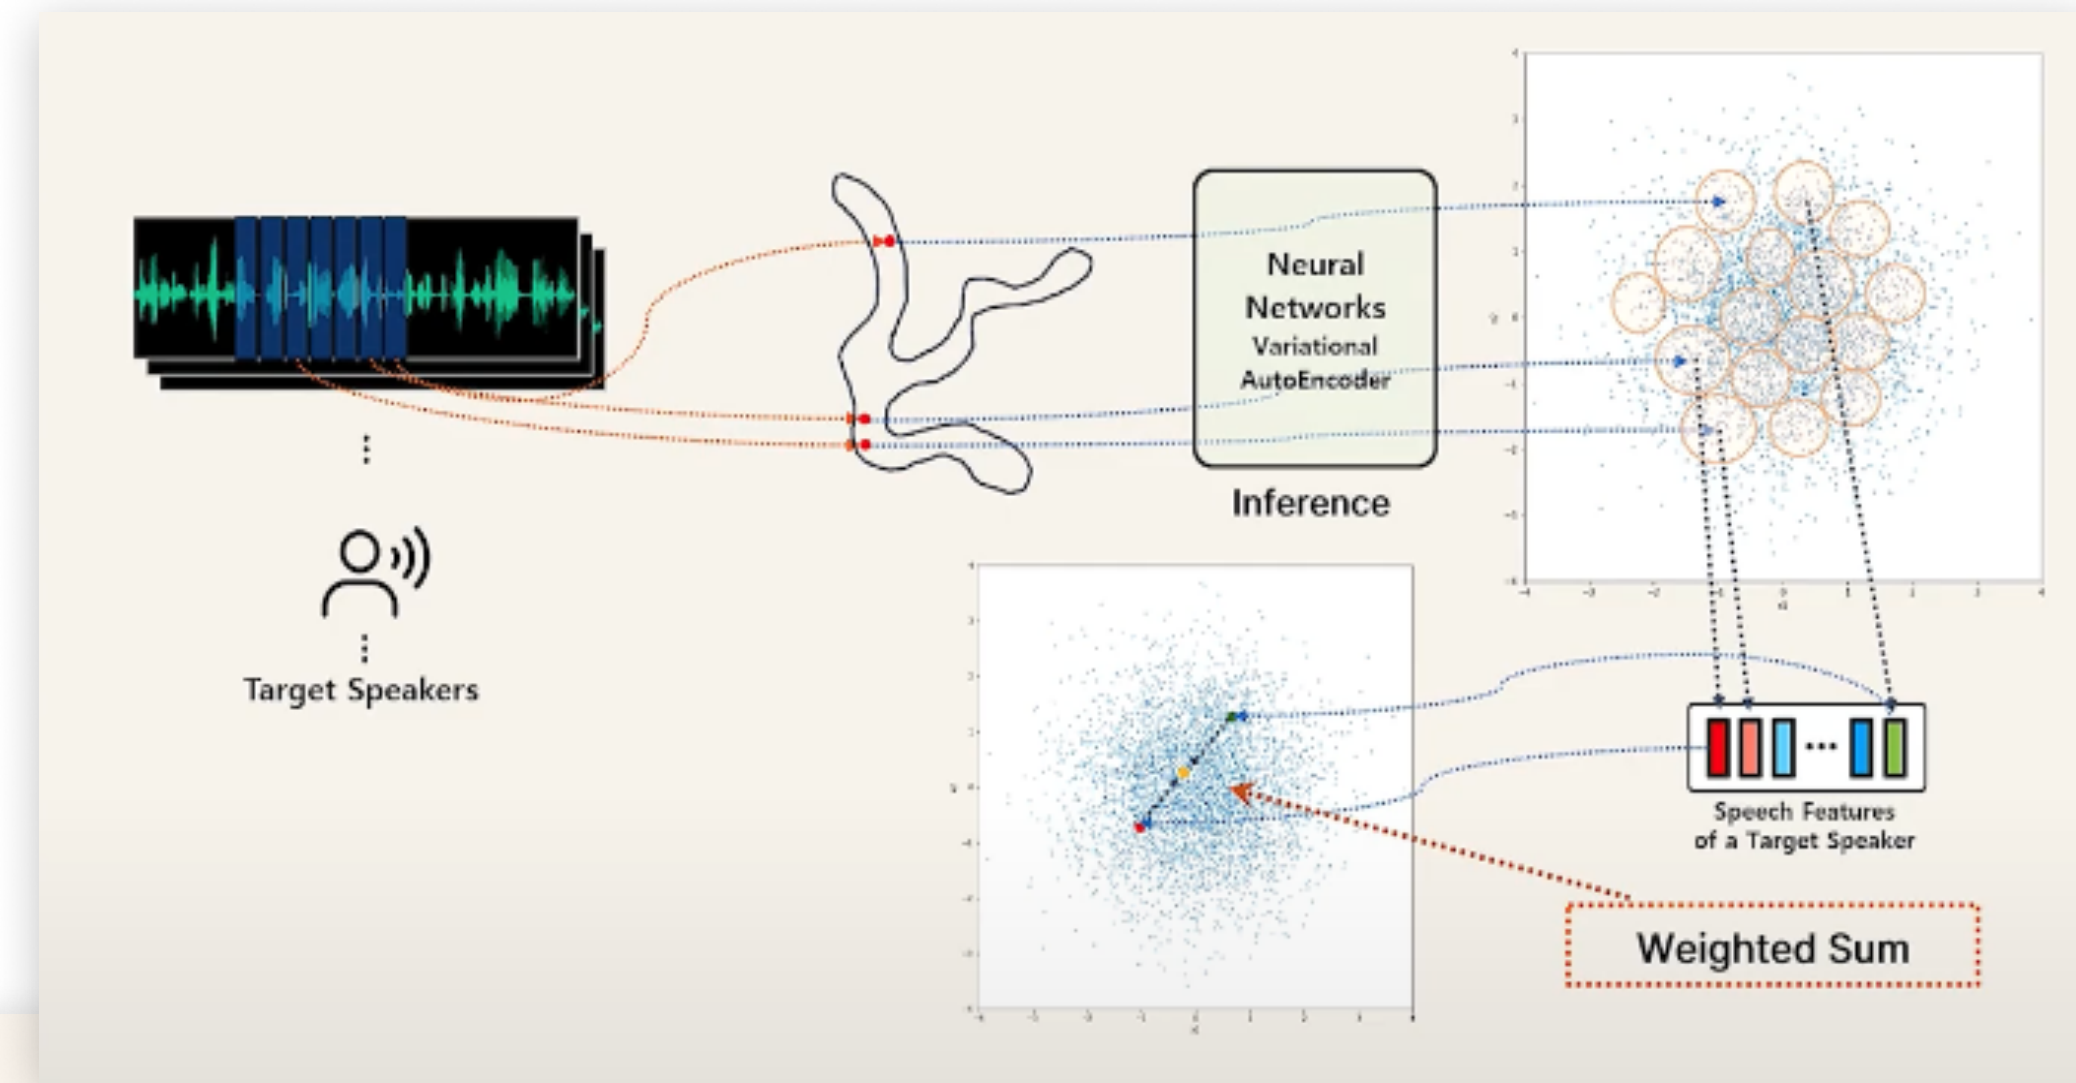 Target Speakers
Neural
Networks
Variational
AutoEncoder
Inference
Speech Features
of a Target Speaker
Weighted Sum